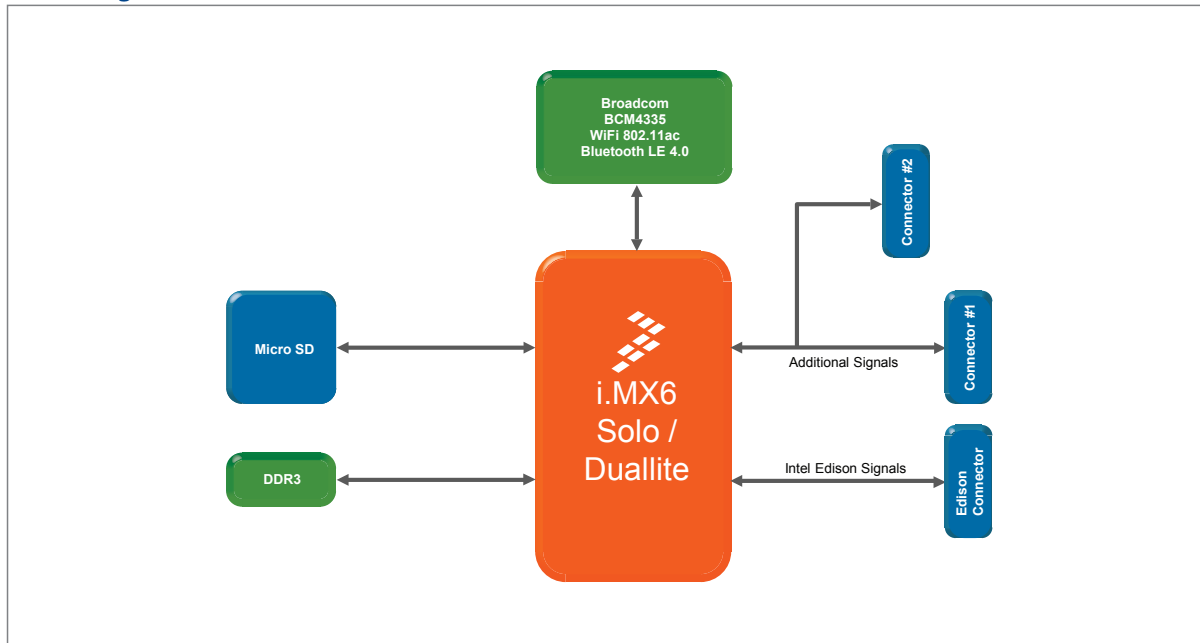 Broadcom
BCM4335
WiFi 802.11ac
Bluetooth LE 4.0
Connector #2
Micro SD
i.MX6
Solo /
Duallite
Additional Signals
Connector #1
DDR3
Intel Edison Signals
Edison
Connector